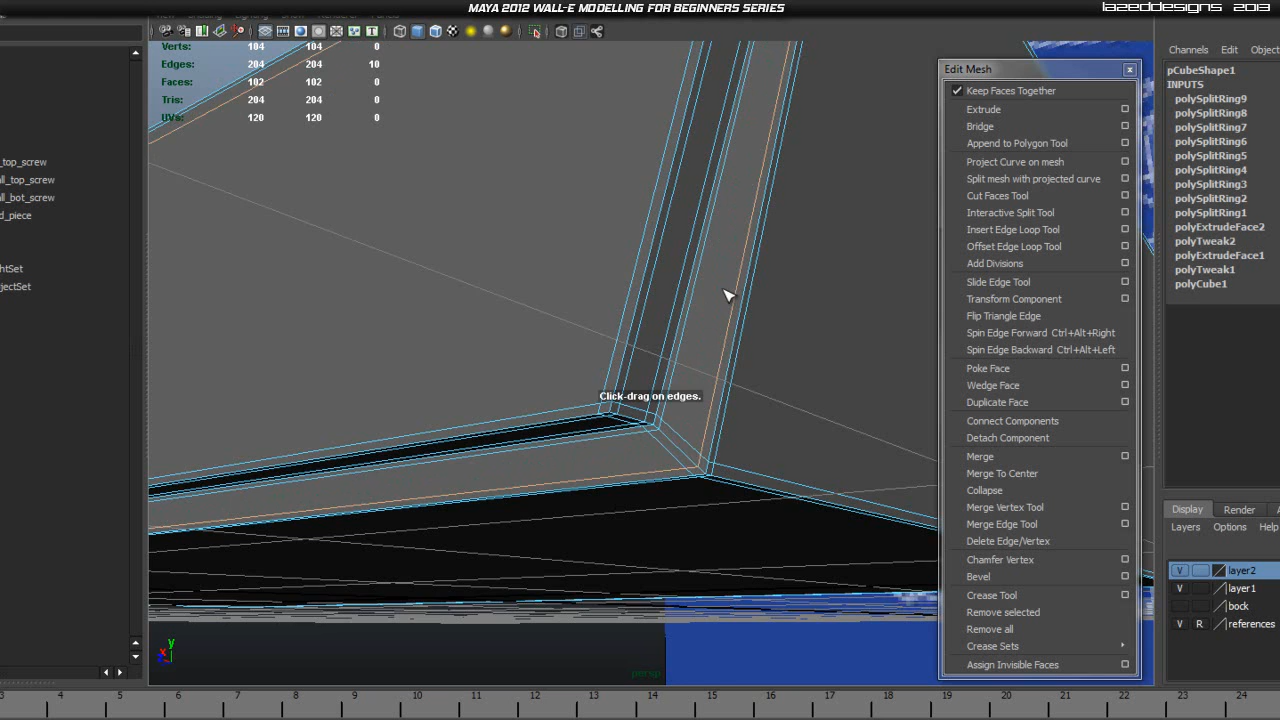 MAYA 2012 WALL-E MODELLING FOR BEGINNERS SERIES
LAZEDDESIGNS 2013
Verts: 104 104 0
Edges: 204 204 10
Faces: 102 102 0
Tris: 204 204 0
UVs: 120 120 0
_top_screw
ll_top_screw
ll_bot_screw
d_piece
htSet
jectSet
Click-drag on edges.
persp
y
x
z
Edit Mesh
Keep Faces Together
Extrude
Bridge
Append to Polygon Tool
Project Curve on mesh
Split mesh with projected curve
Cut Faces Tool
Interactive Split Tool
Insert Edge Loop Tool
Offset Edge Loop Tool
Add Divisions
Slide Edge Tool
Transform Component
Flip Triangle Edge
Spin Edge Forward Ctrl+Alt+Right
Spin Edge Backward Ctrl+Alt+Left
Poke Face
Wedge Face
Duplicate Face
Connect Components
Detach Component
Merge
Merge To Center
Collapse
Merge Vertex Tool
Merge Edge Tool
Delete Edge/Vertex
Chamfer Vertex
Bevel
Crease Tool
Remove selected
Remove all
Crease Sets
Assign Invisible Faces
Channels Edit Object
pCubeShape1
INPUTS
polySplitRing9
polySplitRing8
polySplitRing7
polySplitRing6
polySplitRing5
polySplitRing4
polySplitRing3
polySplitRing2
polySplitRing1
polyExtrudeFace2
polyTweak2
polyExtrudeFace1
polyTweak1
polyCube1
Display Render A
Layers Options Help
V layer2
V layer1
bock
V R references
3 4 5 6 7 8 9 10 11 12 13 14 15 16 17 18 19 20 21 22 23 24